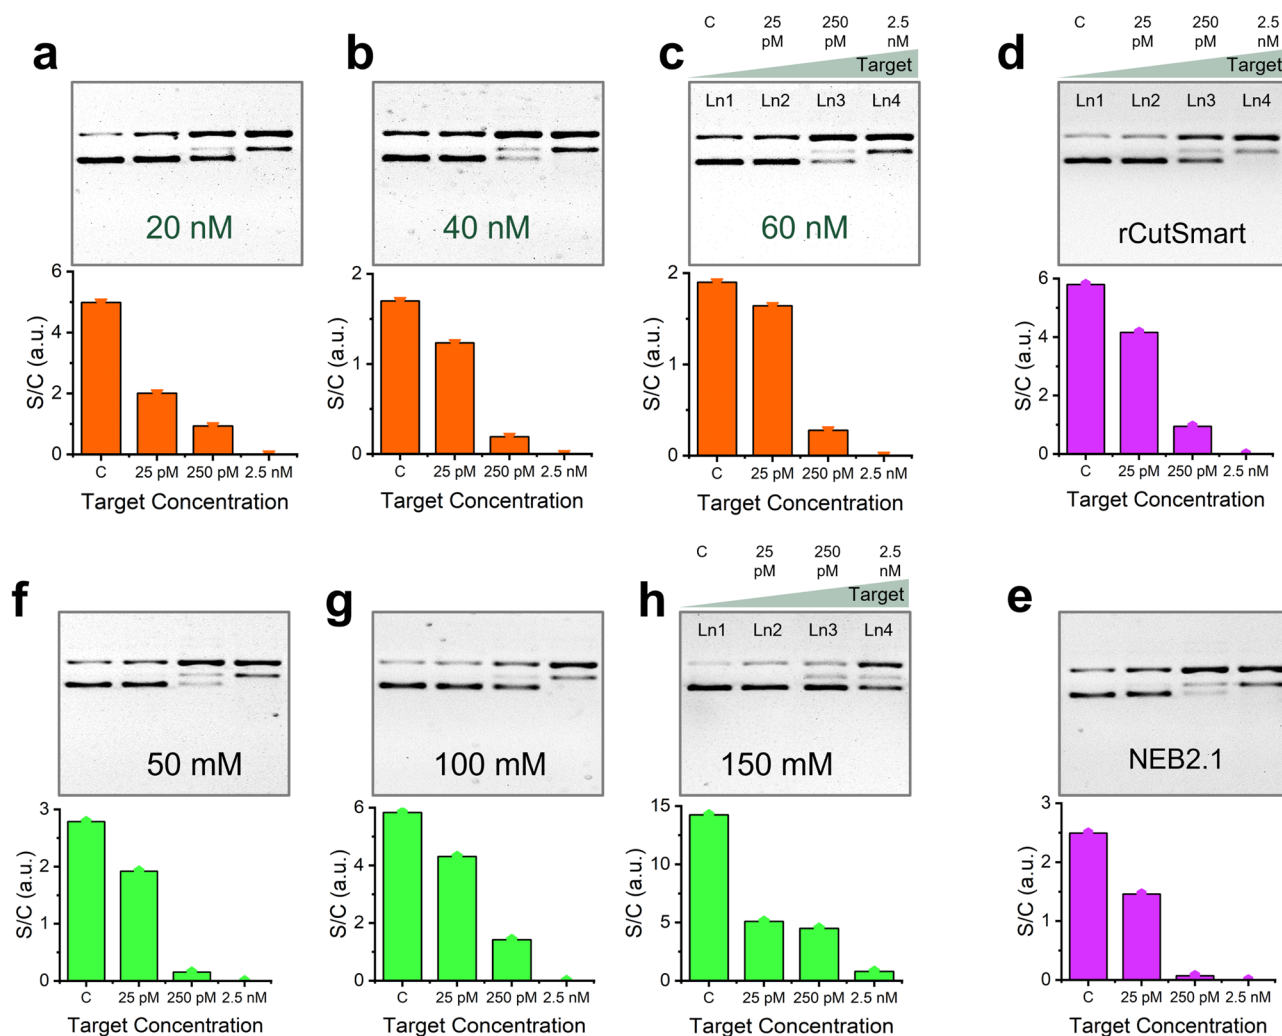 a
20 nM
S/C (a.u.)
6
4
2
0
C 25 pM 250 pM 2.5 nM
Target Concentration
b
40 nM
S/C (a.u.)
2
1
0
C 25 pM 250 pM 2.5 nM
Target Concentration
c
C 25 250 2.5
pM pM nM
Target
Ln1 Ln2 Ln3 Ln4
60 nM
S/C (a.u.)
2
1
0
C 25 pM 250 pM 2.5 nM
Target Concentration
d
C 25 250 2.5
pM pM nM
Target
Ln1 Ln2 Ln3 Ln4
rCutSmart
S/C (a.u.)
6
4
2
0
C 25 pM 250 pM 2.5 nM
Target Concentration
f
50 mM
S/C (a.u.)
3
2
1
0
C 25 pM 250 pM 2.5 nM
Target Concentration
g
100 mM
S/C (a.u.)
6
4
2
0
C 25 pM 250 pM 2.5 nM
Target Concentration
h
C 25 250 2.5
pM pM nM
Target
Ln1 Ln2 Ln3 Ln4
150 mM
S/C (a.u.)
15
10
5
0
C 25 pM 250 pM 2.5 nM
Target Concentration
e
NEB2.1
S/C (a.u.)
3
2
1
0
C 25 pM 250 pM 2.5 nM
Target Concentration